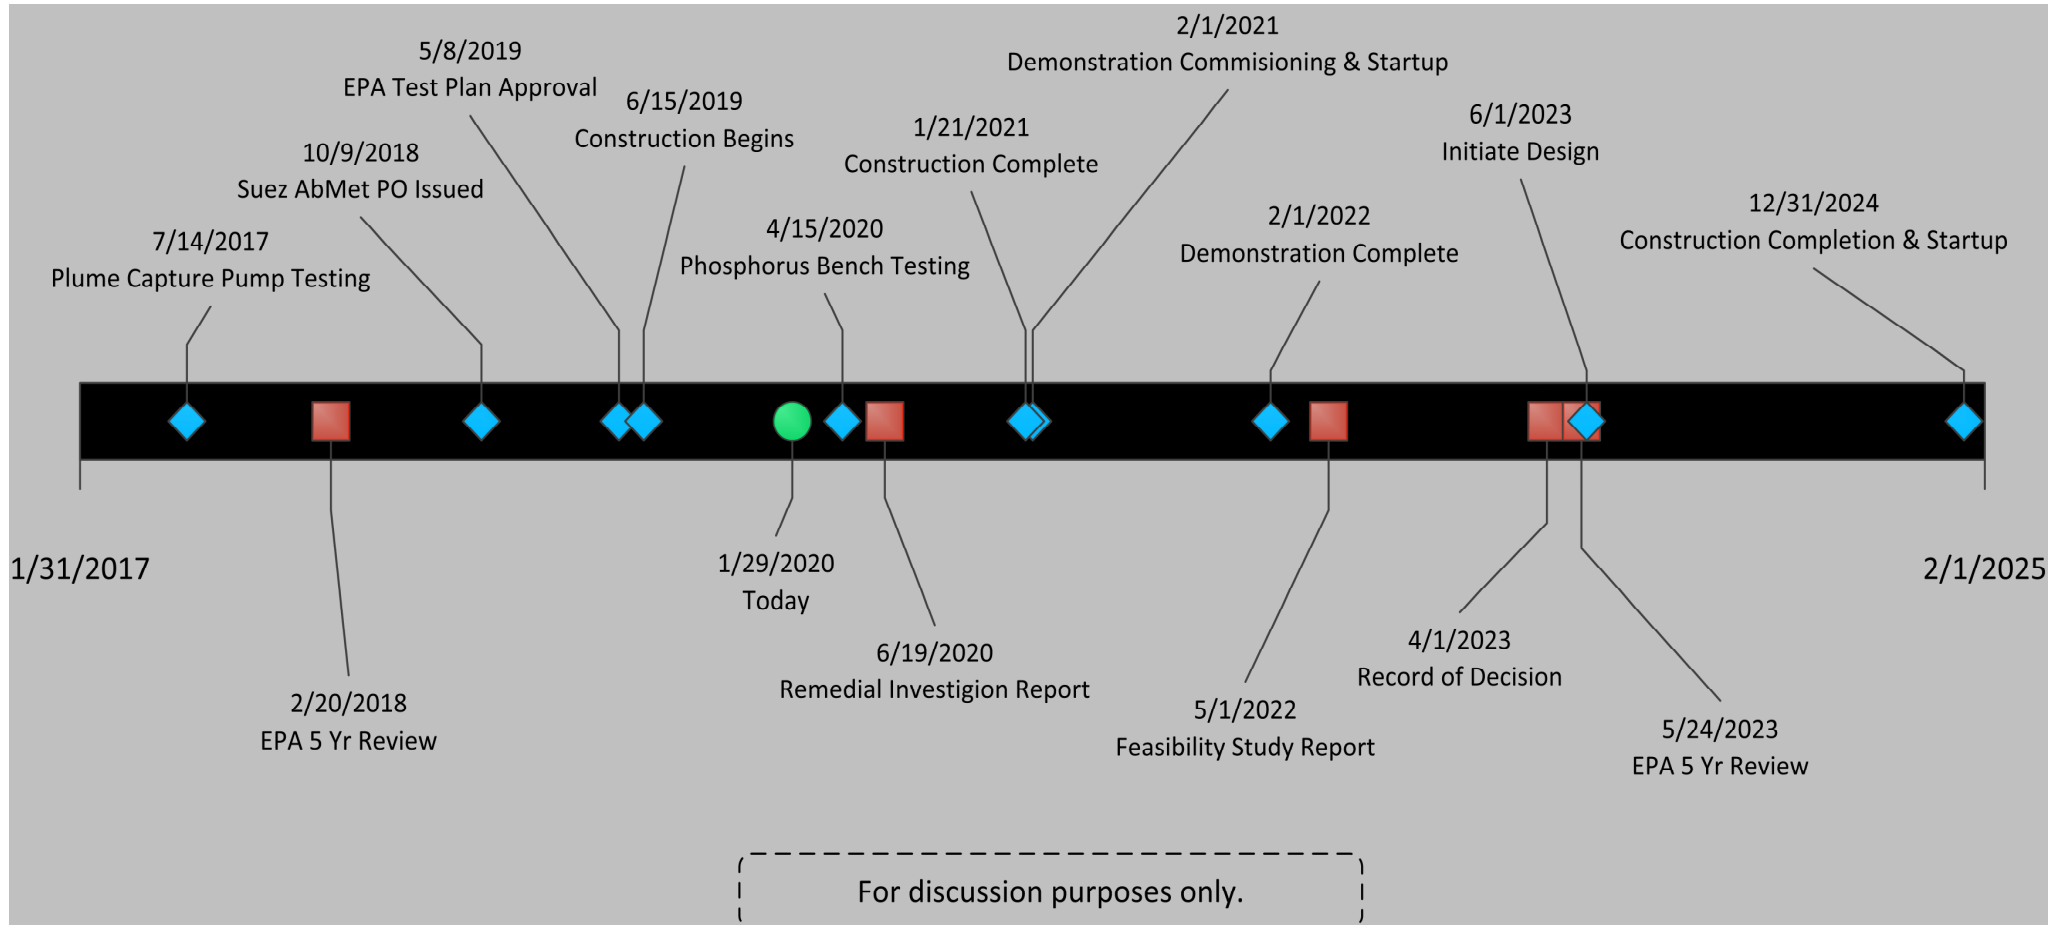 2/1/2021
Demonstration Commisioning & Startup
5/8/2019
EPA Test Plan Approval
6/15/2019
Construction Begins
1/21/2021
Construction Complete
6/1/2023
Initiate Design
10/9/2018
Suez AbMet PO Issued
7/14/2017
Plume Capture Pump Testing
4/15/2020
Phosphorus Bench Testing
2/1/2022
Demonstration Complete
12/31/2024
Construction Completion & Startup
1/31/2017
2/1/2025
1/29/2020
Today
6/19/2020
Remedial Investigion Report
4/1/2023
Record of Decision
2/20/2018
EPA 5 Yr Review
5/1/2022
Feasibility Study Report
5/24/2023
EPA 5 Yr Review
For discussion purposes only.